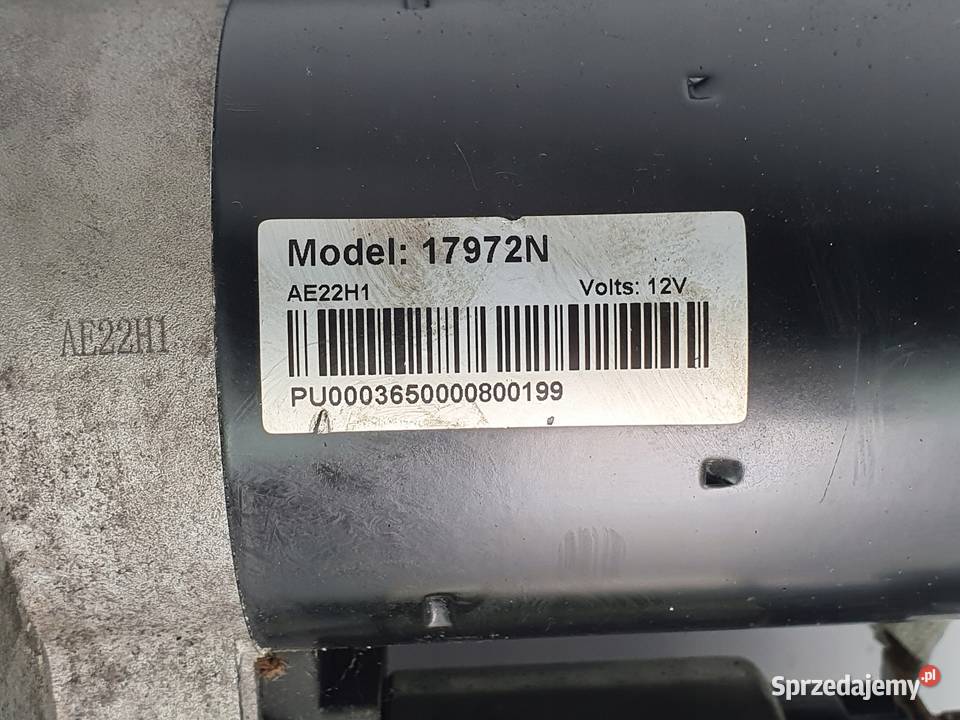 Model: 17972N
AE22H1 Volts: 12V
PU0003650000800199
AE22H1
Sprzedajemy.pl